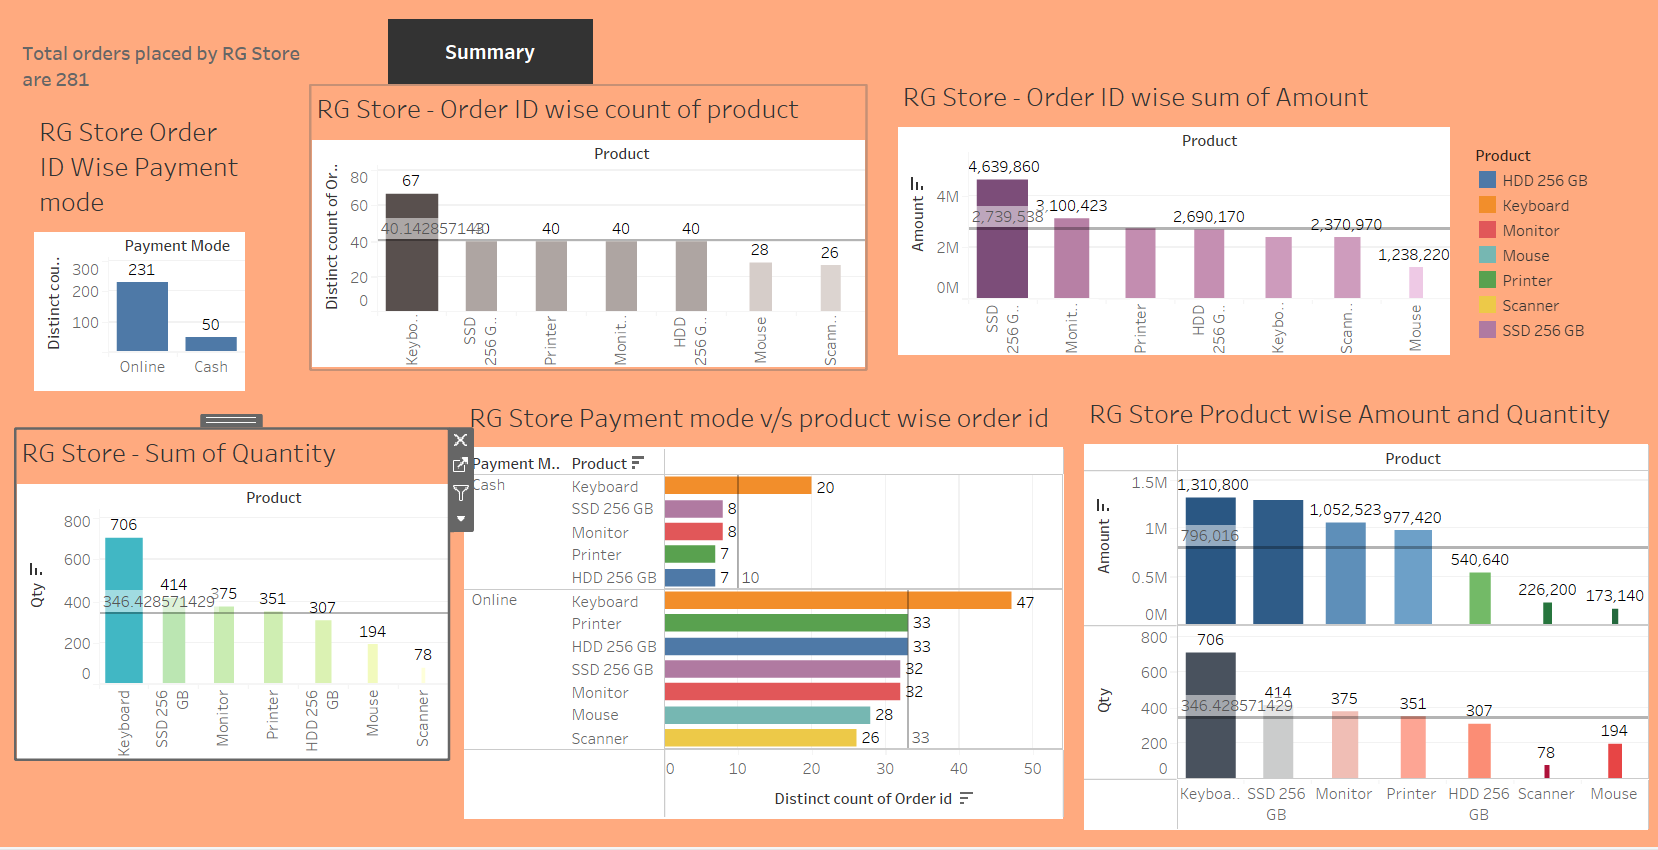 Total orders placed by RG Store
are 281
Summary
RG Store Order
ID Wise Payment
mode
Payment Mode
Distinct cou..
300
200
100
231
50
Online
Cash
RG Store - Order ID wise count of product
Product
Distinct count of Or..
80
60
40
20
0
67
40.142857143
40
40
40
40
28
26
Keybo..
SSD
256 G..
Printer
Monit..
HDD
256 G..
Mouse
Scann..
RG Store - Order ID wise sum of Amount
Product
Amount
4M
2M
0M
4,639,860
2,739,538
3,100,423
2,690,170
2,370,970
1,238,220
SSD
256 G..
Monit..
Printer
HDD
256 G..
Keybo..
Scann..
Mouse
Product
HDD 256 GB
Keyboard
Monitor
Mouse
Printer
Scanner
SSD 256 GB
RG Store - Sum of Quantity
Product
Qty
800
600
400
200
0
706
346.428571429
414
375
351
307
194
78
Keyboard
SSD 256
GB
Monitor
Printer
HDD 256
GB
Mouse
Scanner
RG Store Payment mode v/s product wise order id
Payment M..
Product
Cash
Keyboard
20
SSD 256 GB
8
Monitor
8
Printer
7
HDD 256 GB
7
10
Online
Keyboard
47
Printer
33
HDD 256 GB
33
SSD 256 GB
32
Monitor
32
Mouse
28
Scanner
26
33
0
10
20
30
40
50
Distinct count of Order id
RG Store Product wise Amount and Quantity
Product
Amount
1.5M
1M
0.5M
0M
1,310,800
796,016
1,052,523
977,420
540,640
226,200
173,140
Qty
800
600
400
200
0
706
346.428571429
414
375
351
307
78
194
Keyboa..
SSD 256
GB
Monitor
Printer
HDD 256
GB
Scanner
Mouse